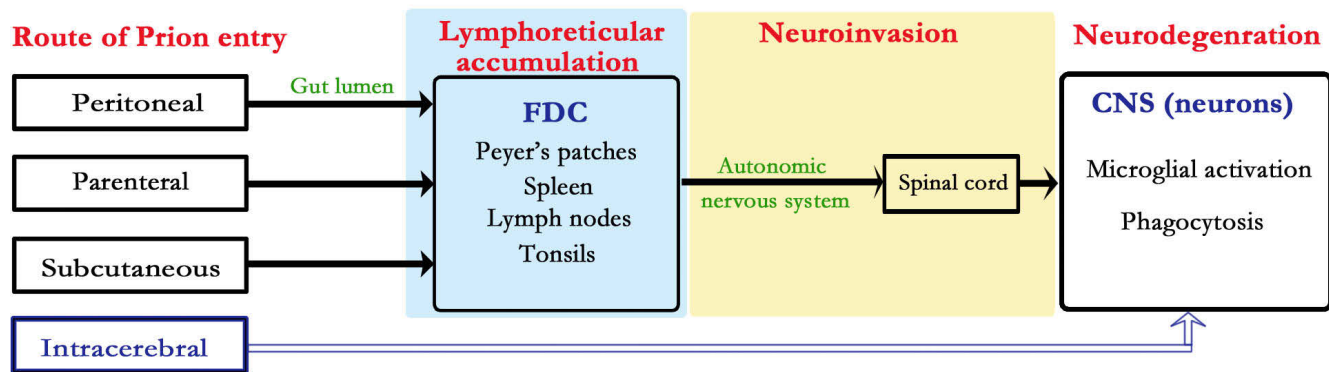 Route of Prion entry
Peritoneal
Parenteral
Subcutaneous
Intracerebral
Gut lumen
Lymphoreticular
accumulation
FDC
Peyer's patches
Spleen
Lymph nodes
Tonsils
Neuroinvasion
Autonomic
nervous system
Spinal cord
Neurodegenration
CNS (neurons)
Microglial activation
Phagocytosis